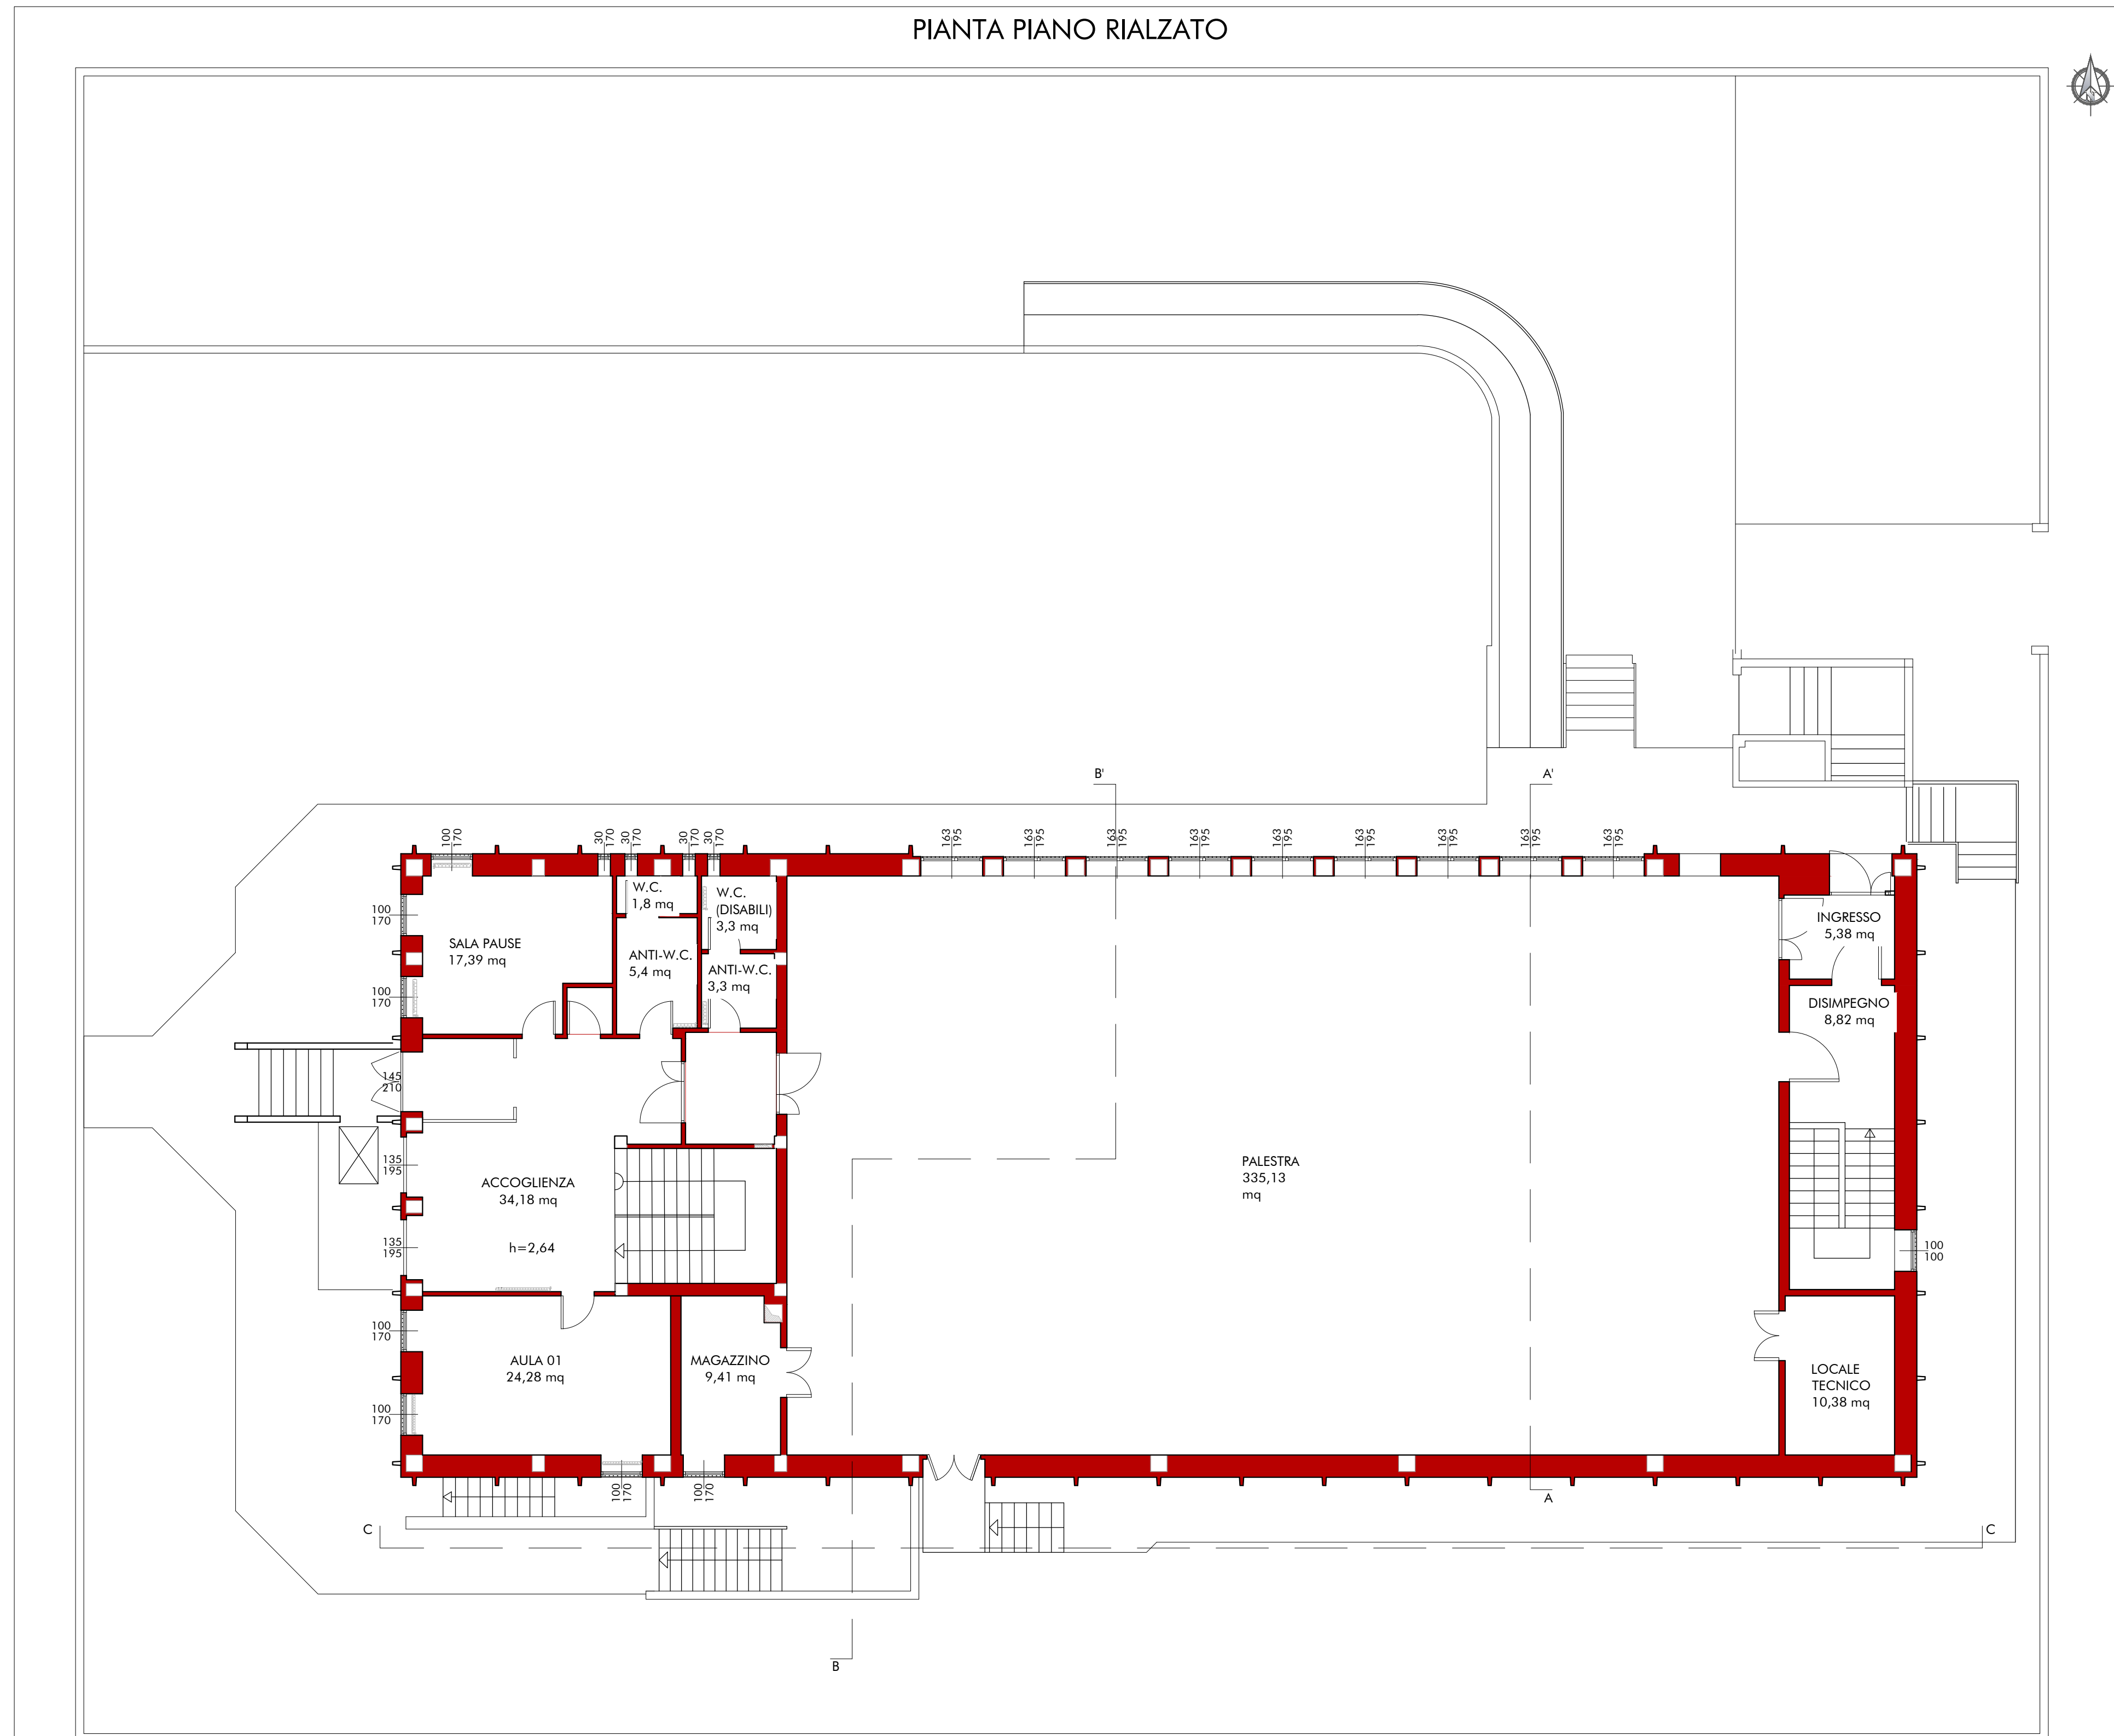 PIANTA PIANO RIALZATO
N
B'
A'
100
170
30
170
30
170
30
170
30
170
163
195
163
195
163
195
163
195
163
195
163
195
163
195
163
195
163
195
W.C.
1,8 mq
W.C.
(DISABILI)
3,3 mq
100
170
SALA PAUSE
17,39 mq
ANTI-W.C.
5,4 mq
ANTI-W.C.
3,3 mq
INGRESSO
5,38 mq
100
170
DISIMPEGNO
8,82 mq
145
210
135
195
ACCOGLIENZA
34,18 mq
PALESTRA
335,13
mq
135
195
h=2,64
100
100
100
170
AULA 01
24,28 mq
MAGAZZINO
9,41 mq
LOCALE
TECNICO
10,38 mq
100
170
100
170
100
170
A
C
C
B